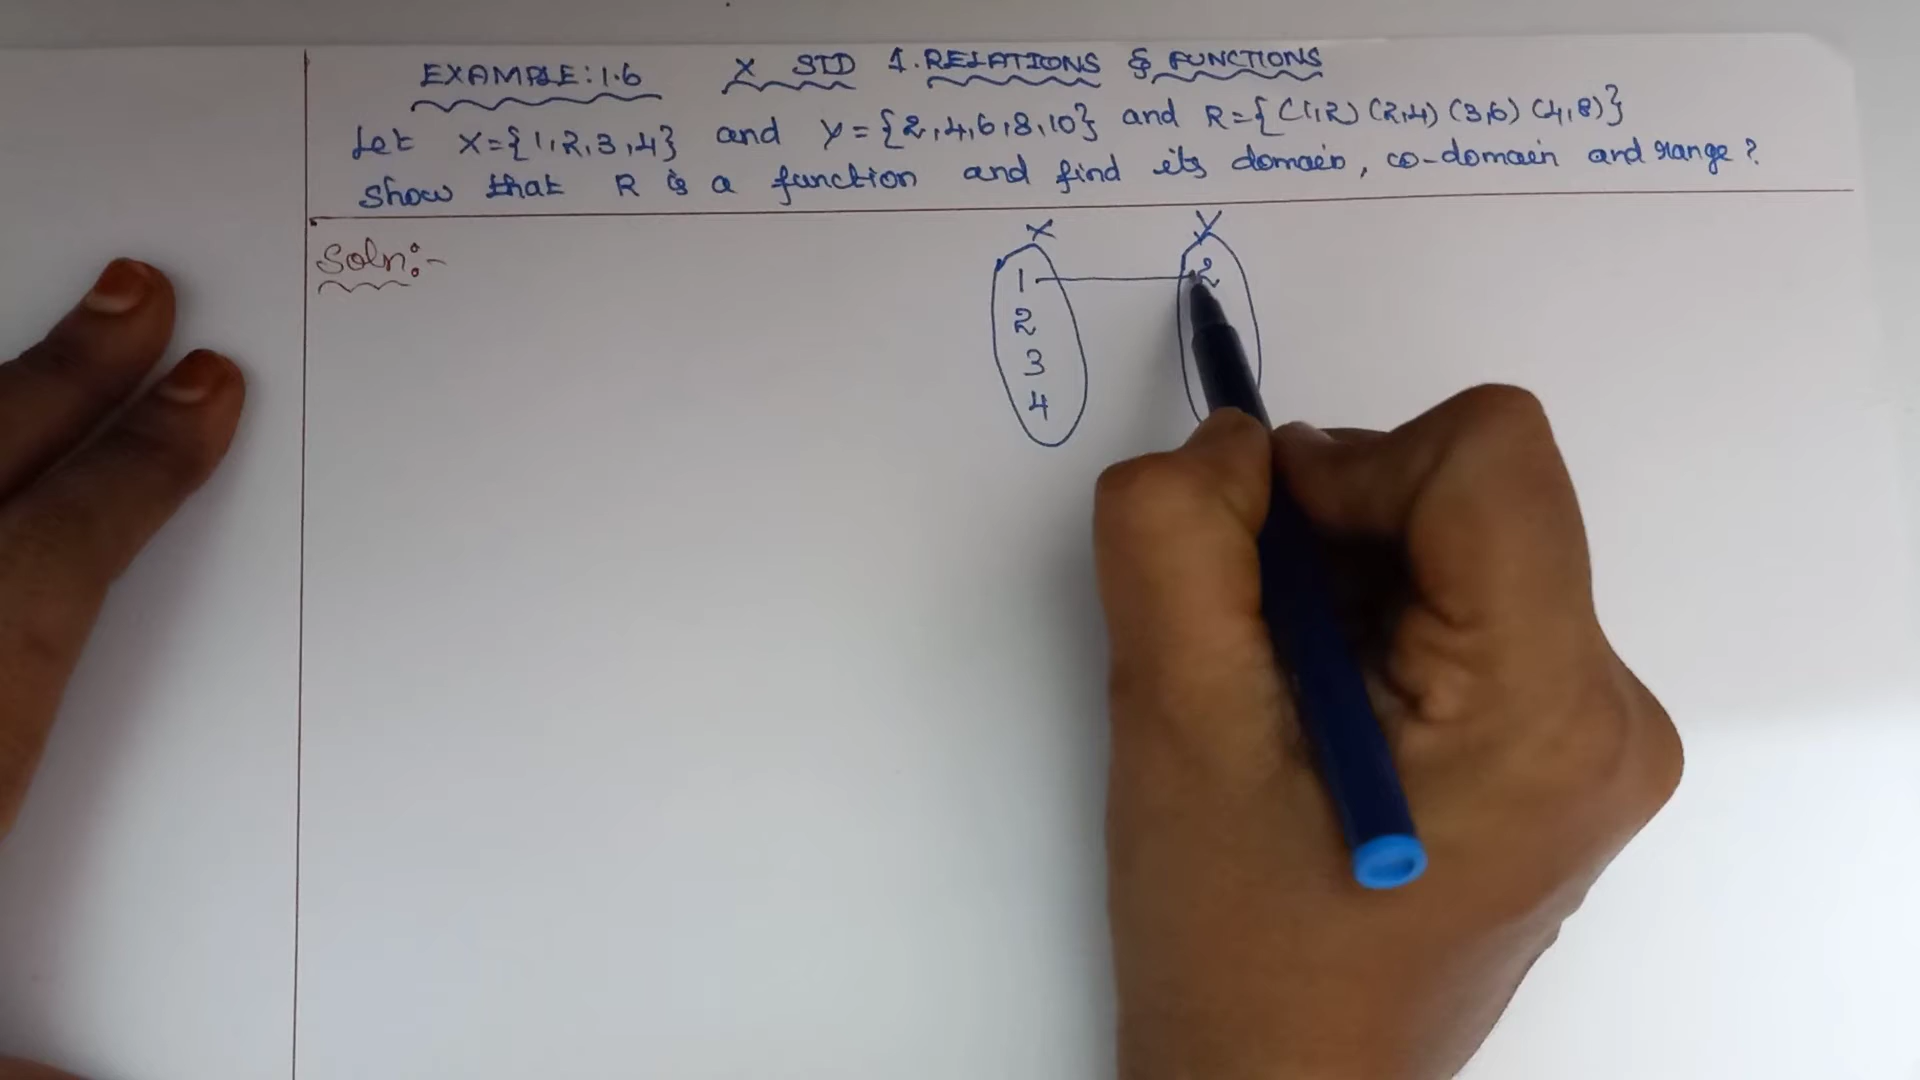 EXAMPLE:1.6 X STD 1.RELATIONS & FUNCTIONS
Let X={1,2,3,4} and Y={2,4,6,8,10} and R={(1,2) (2,4) (3,6) (4,8)}
Show that R is a function and find its domain, co-domain and range?
Soln:-
X Y
1 2
2
3
4